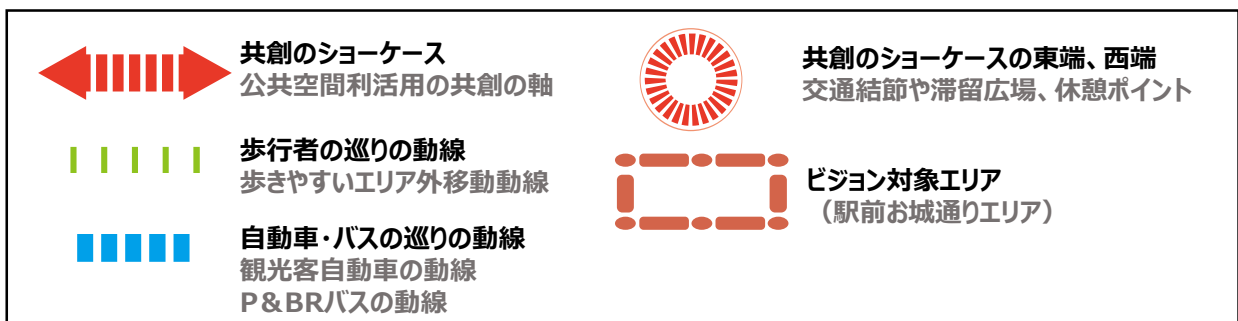 共創のショーケース
公共空間利活用の共創の軸
歩行者の巡りの動線
歩きやすいエリア外移動動線
自動車・バスの巡りの動線
観光客自動車の動線
P&BRバスの動線
共創のショーケースの東端、西端
交通結節や滞留広場、休憩ポイント
ビジョン対象エリア
（駅前お城通りエリア）